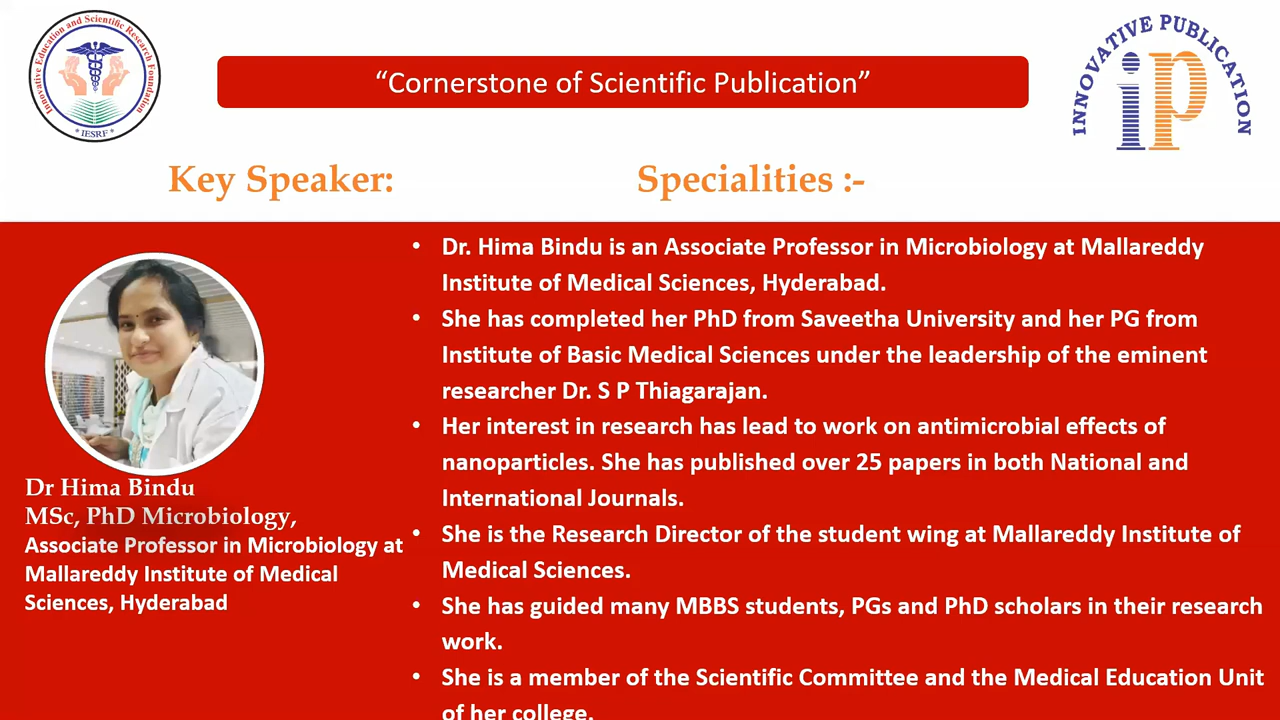 Innovative Education and Scientific Research Foundation
* IESRF *
“Cornerstone of Scientific Publication”
INNOVATIVE PUBLICATION
ip
Key Speaker:
Specialities :-
Dr Hima Bindu
MSc, PhD Microbiology,
Associate Professor in Microbiology at
Mallareddy Institute of Medical
Sciences, Hyderabad
• Dr. Hima Bindu is an Associate Professor in Microbiology at Mallareddy
Institute of Medical Sciences, Hyderabad.
• She has completed her PhD from Saveetha University and her PG from
Institute of Basic Medical Sciences under the leadership of the eminent
researcher Dr. S P Thiagarajan.
• Her interest in research has lead to work on antimicrobial effects of
nanoparticles. She has published over 25 papers in both National and
International Journals.
• She is the Research Director of the student wing at Mallareddy Institute of
Medical Sciences.
• She has guided many MBBS students, PGs and PhD scholars in their research
work.
• She is a member of the Scientific Committee and the Medical Education Unit
of her college.